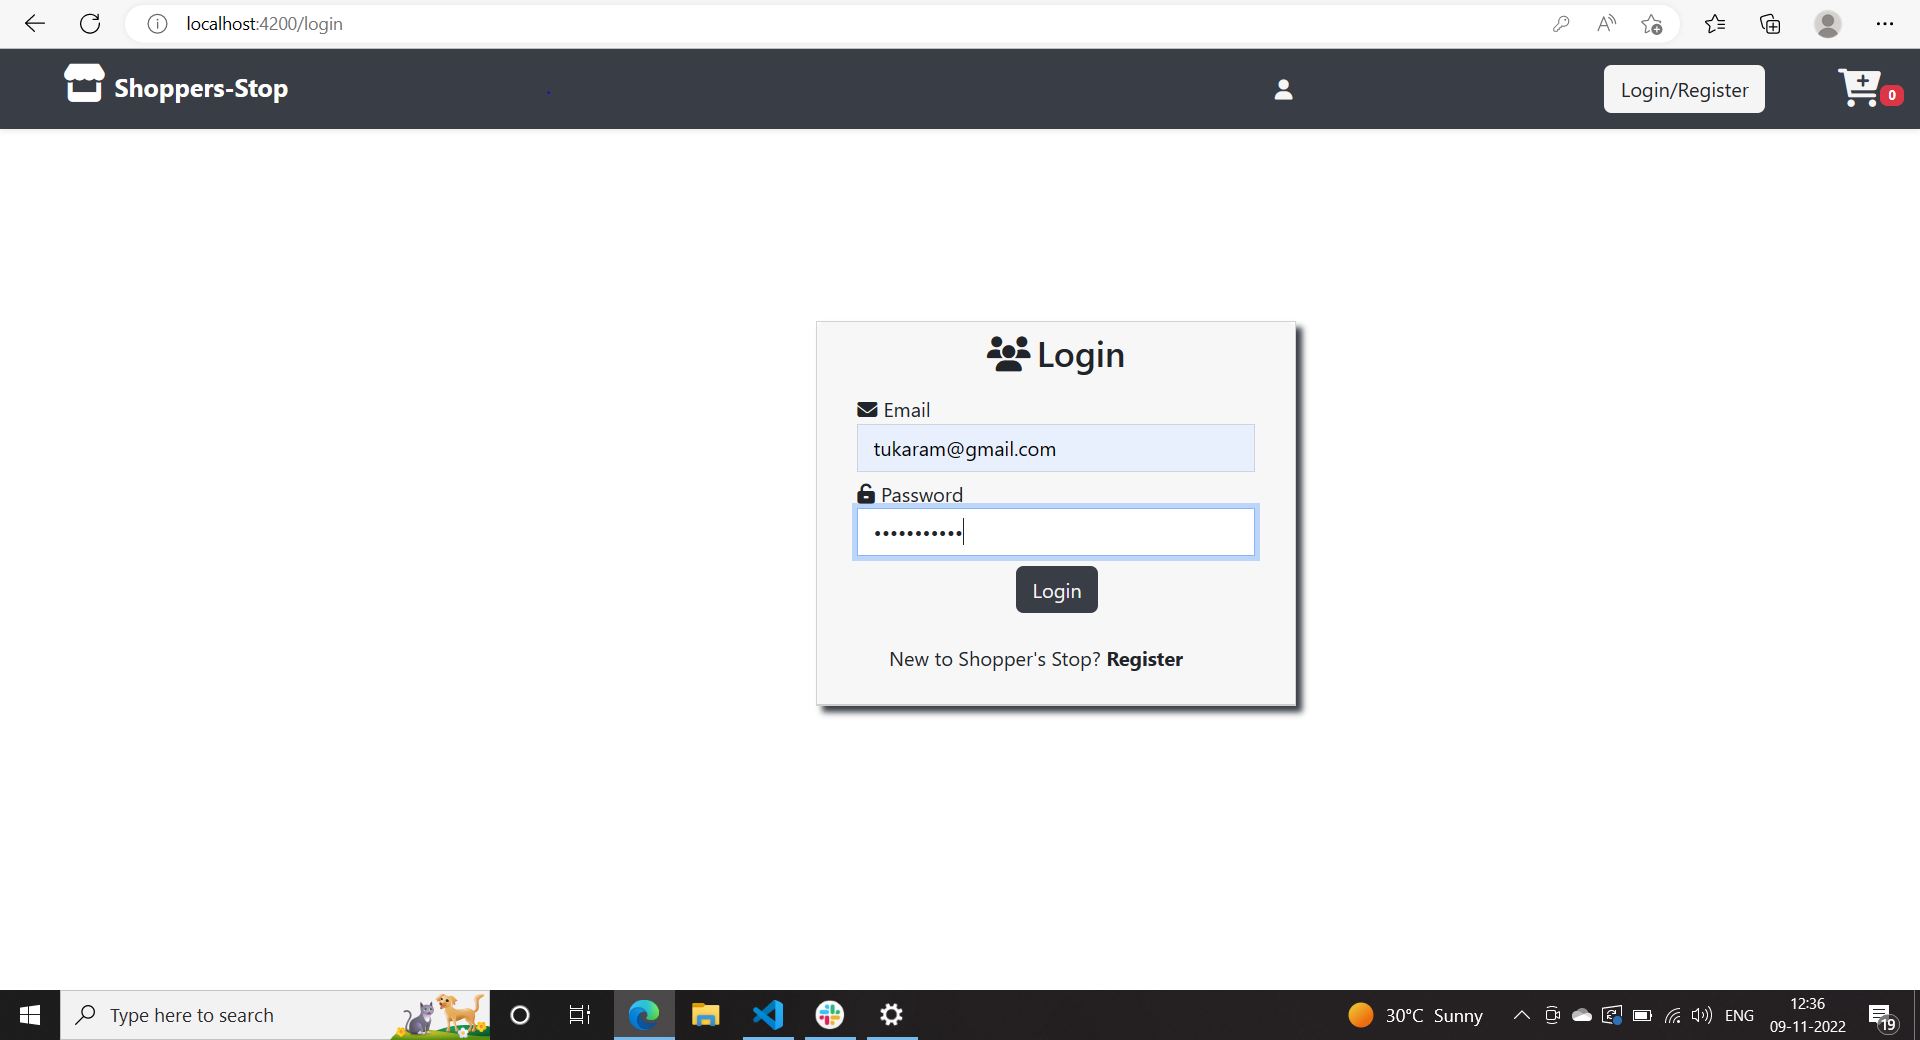 localhost:4200/login
Shoppers-Stop
Login/Register
0
Login
Email
tukaram@gmail.com
Password
•••••••••••
Login
New to Shopper's Stop? Register
Type here to search
30°C Sunny
ENG
12:36
09-11-2022
19